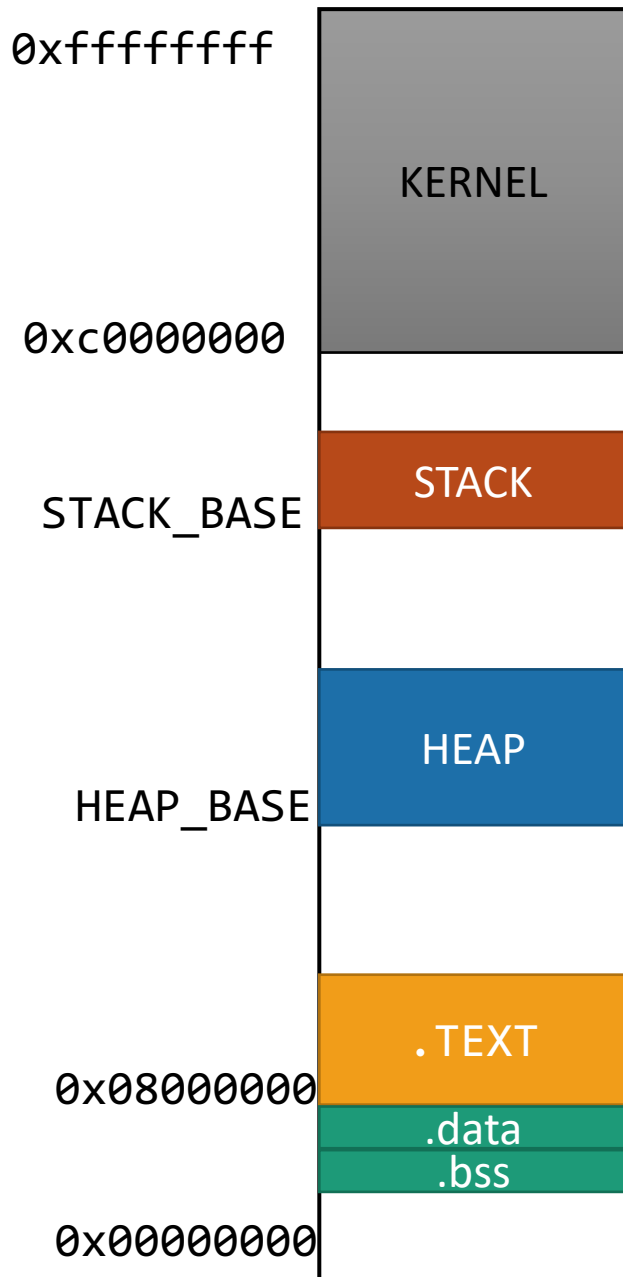 0xffffffff
KERNEL
0xc0000000
STACK
STACK_BASE
HEAP
HEAP_BASE
.TEXT
0x08000000
.data
.bss
0x00000000